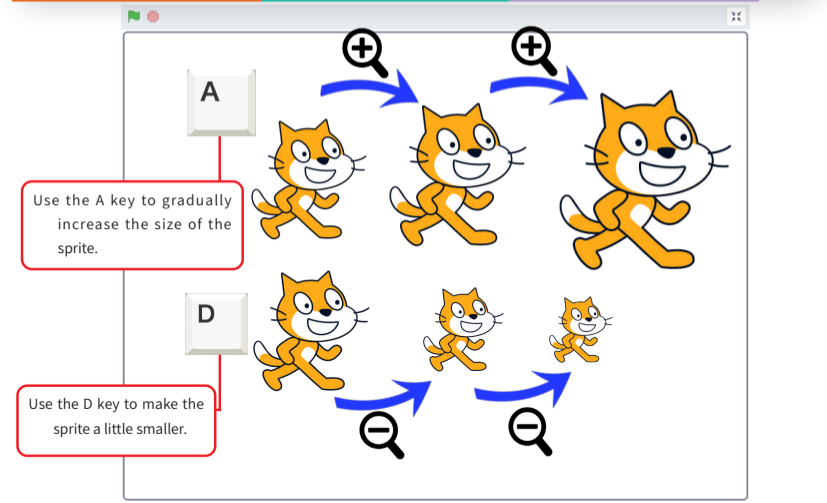 A
Use the A key to gradually
increase the size of the
sprite.
D
Use the D key to make the
sprite a little smaller.